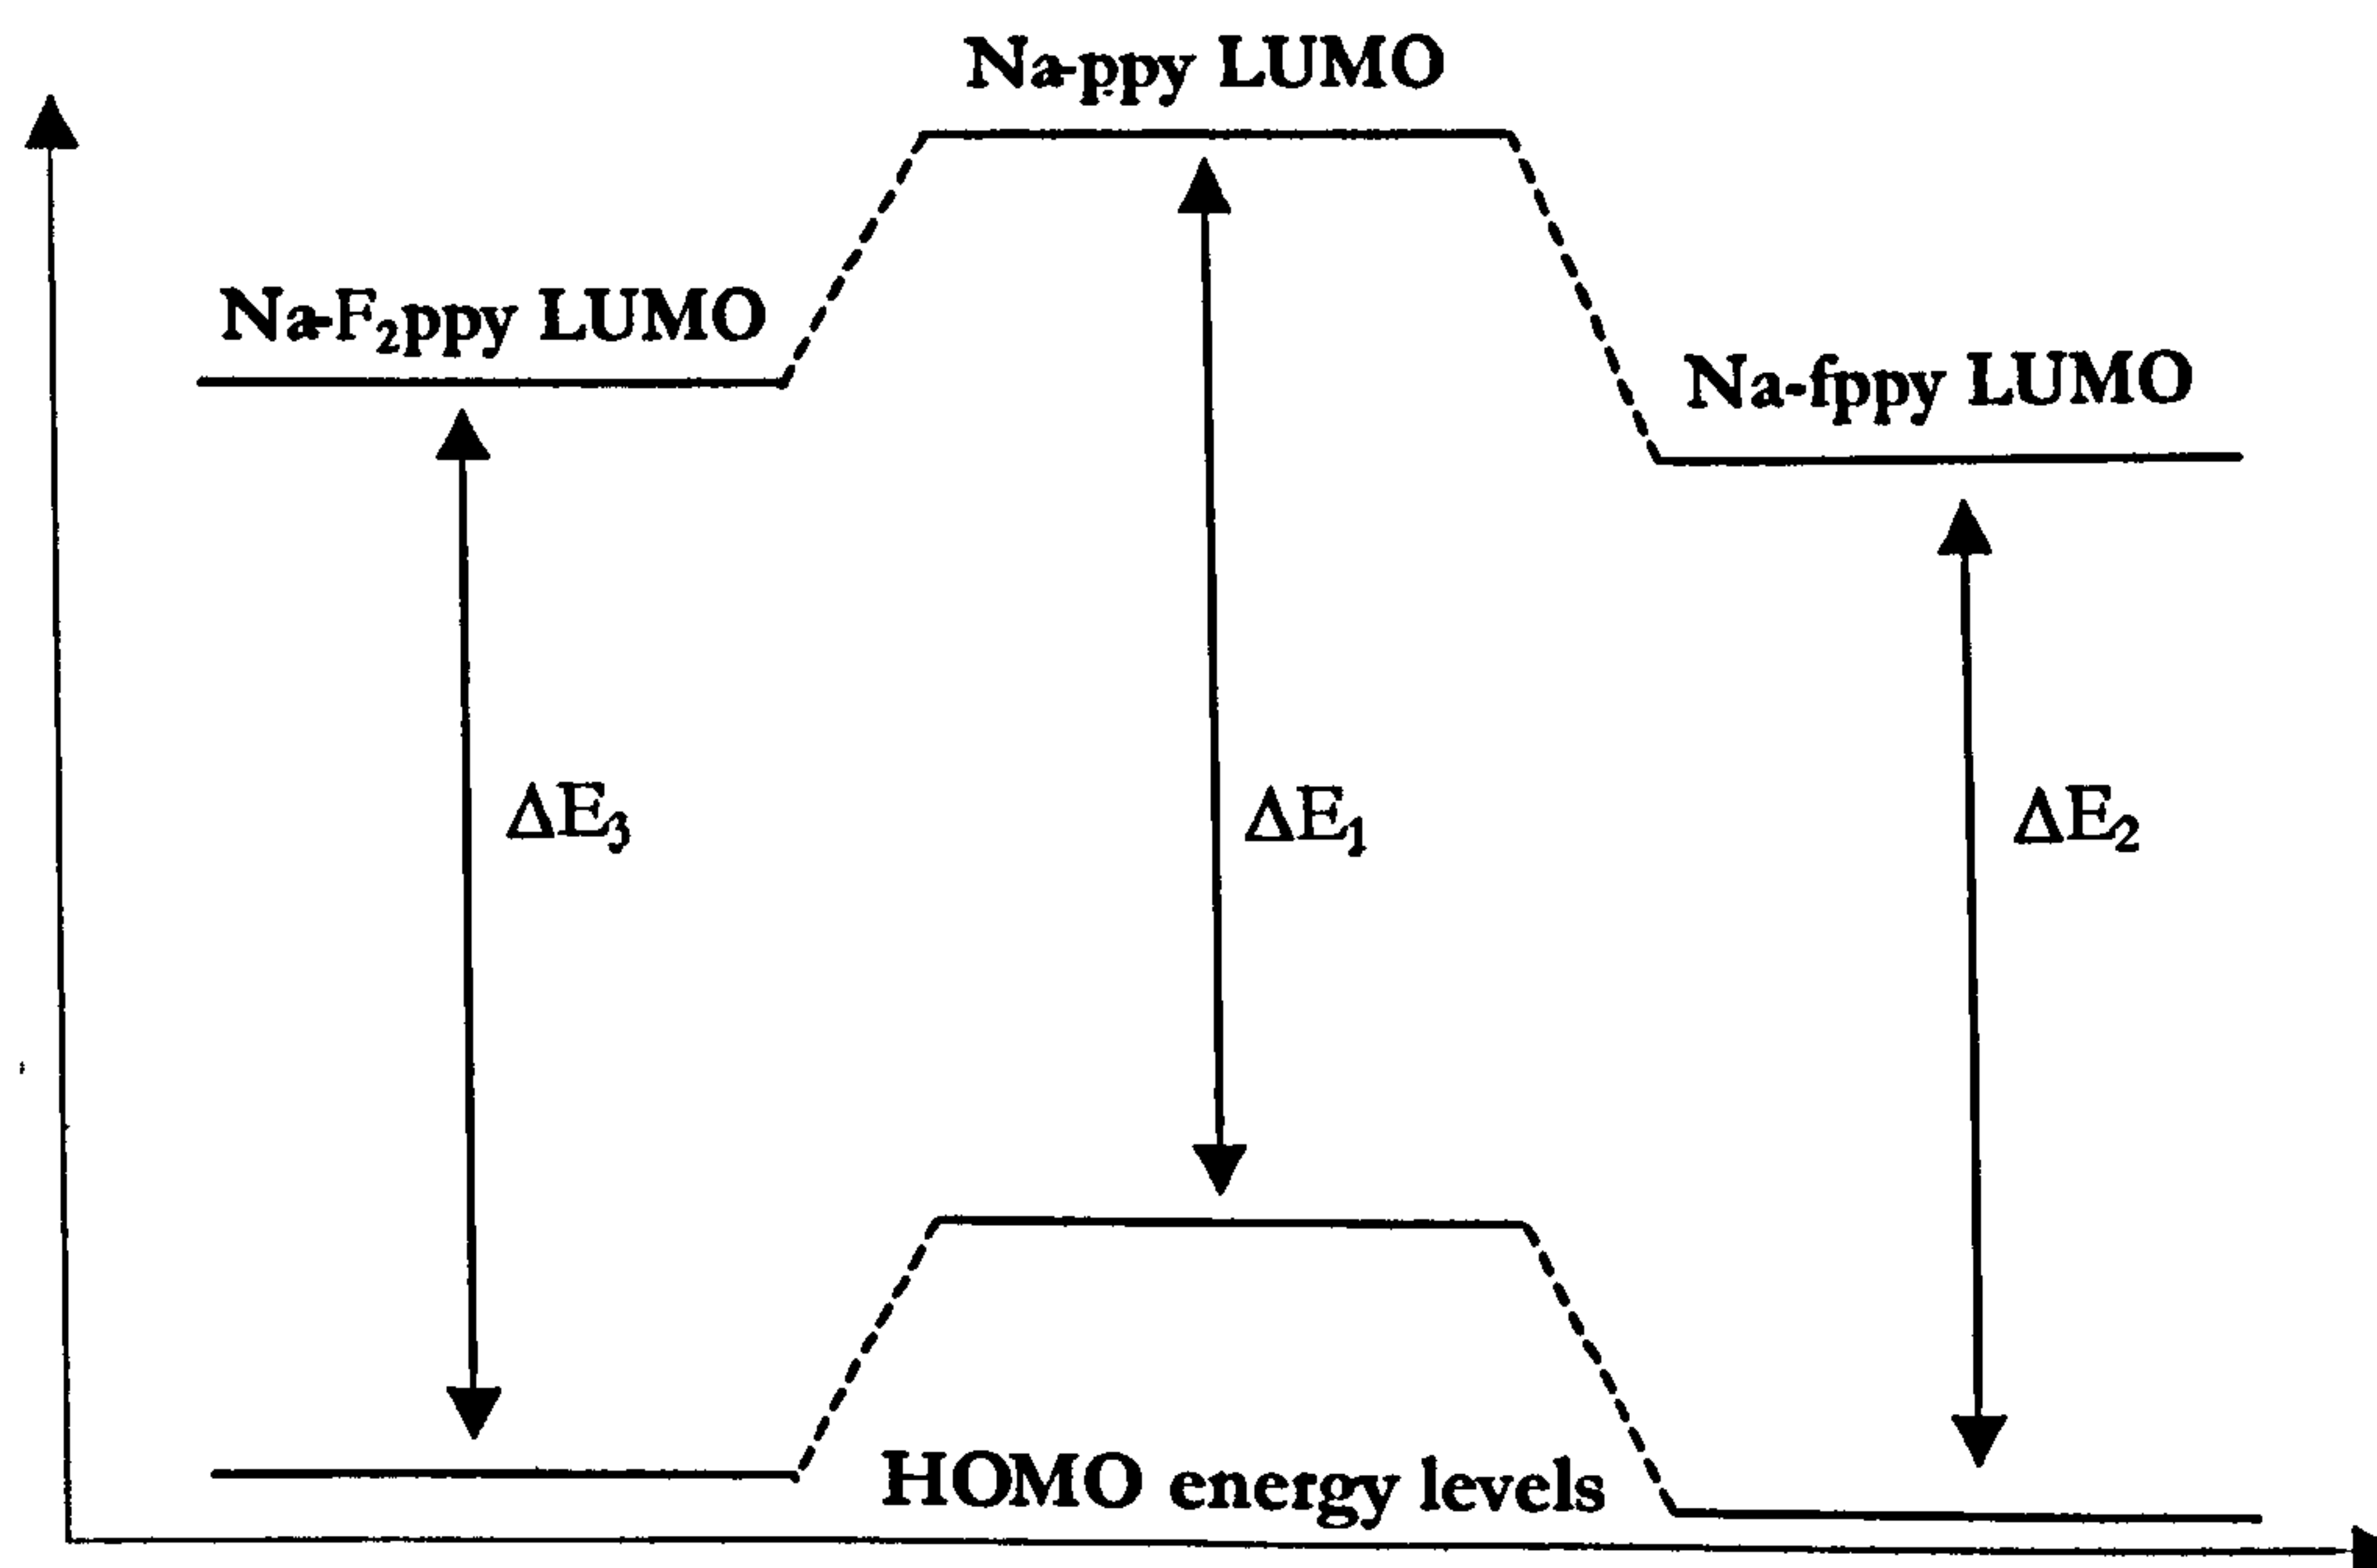 Na-ppy LUMO
Na-F₂ppy LUMO
Na-fppy LUMO
ΔE₃
ΔE₁
ΔE₂
HOMO energy levels